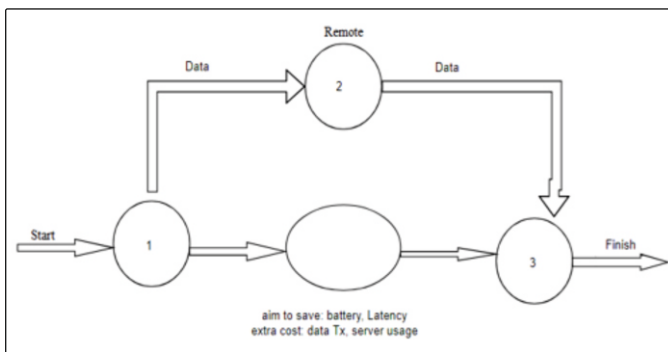 Remote
Data
Data
2
Start
1
3
Finish
aim to save: battery, Latency
extra cost: data Tx, server usage